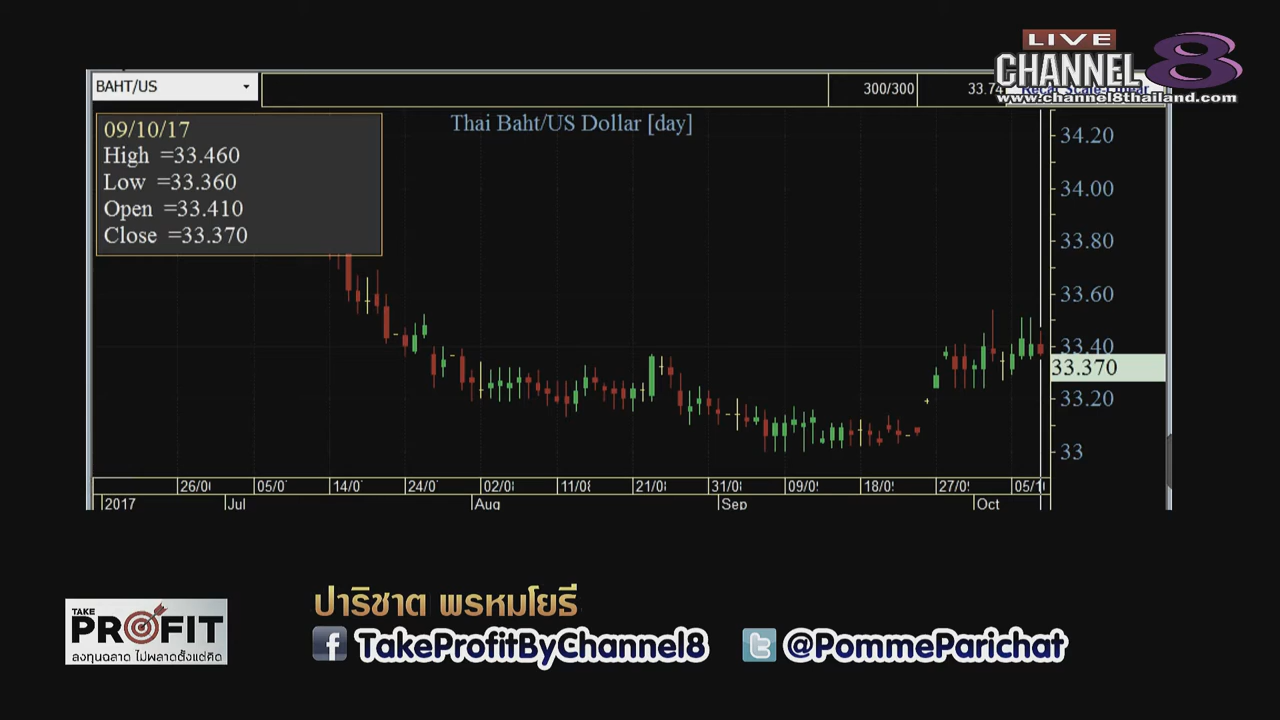 LIVE
CHANNEL 8
www.channel8thailand.com
BAHT/US
300/300
33.74
Thai Baht/US Dollar [day]
09/10/17
High =33.460
Low =33.360
Open =33.410
Close =33.370
34.20
34.00
33.80
33.60
33.40
33.370
33.20
33
26/0 05/0 14/0 24/0 02/0 11/0 21/0 31/0 09/0 18/0 27/0 05/1
2017 Jul Aug Sep Oct
TAKE
PROFIT
ลงทุนฉลาด ไม่พลาดตั้งแต่คิด
ปาริชาต พรหมโยธี
TakeProfitByChannel8
@PommeParichat